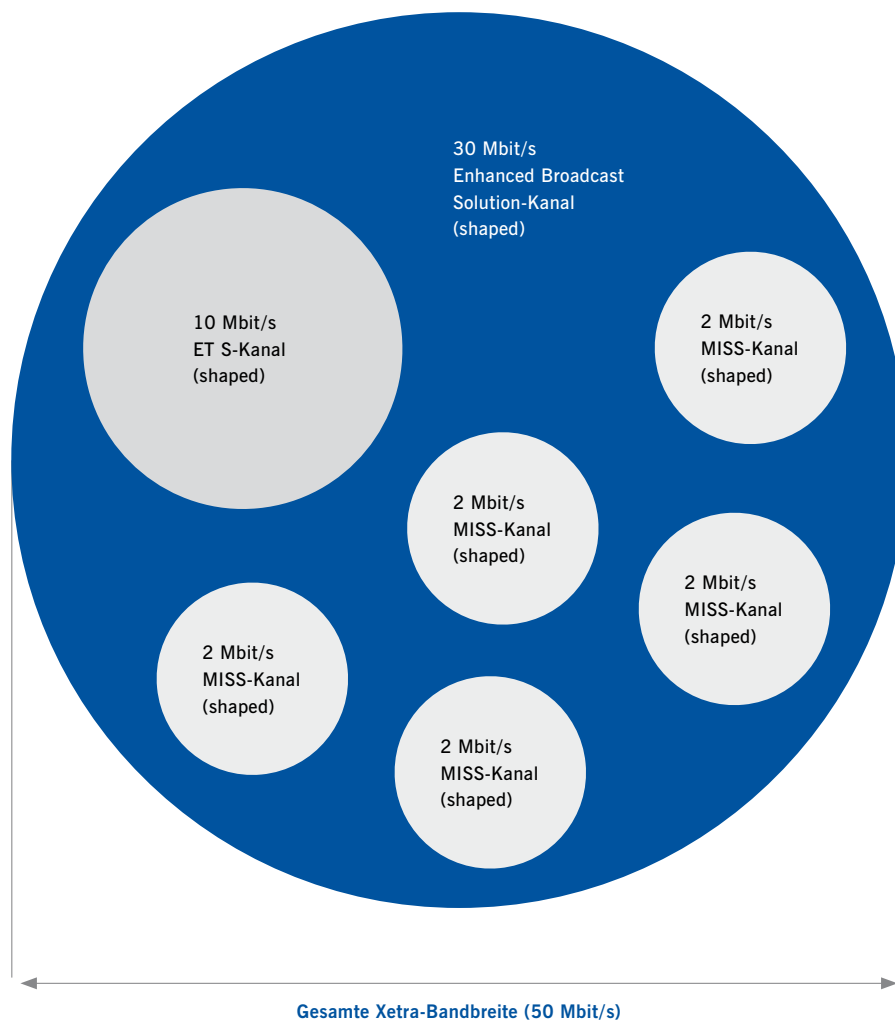 30 Mbit/s
Enhanced Broadcast
Solution-Kanal
(shaped)
10 Mbit/s
ET S-Kanal
(shaped)
2 Mbit/s
MISS-Kanal
(shaped)
2 Mbit/s
MISS-Kanal
(shaped)
2 Mbit/s
MISS-Kanal
(shaped)
2 Mbit/s
MISS-Kanal
(shaped)
2 Mbit/s
MISS-Kanal
(shaped)
Gesamte Xetra-Bandbreite (50 Mbit/s)